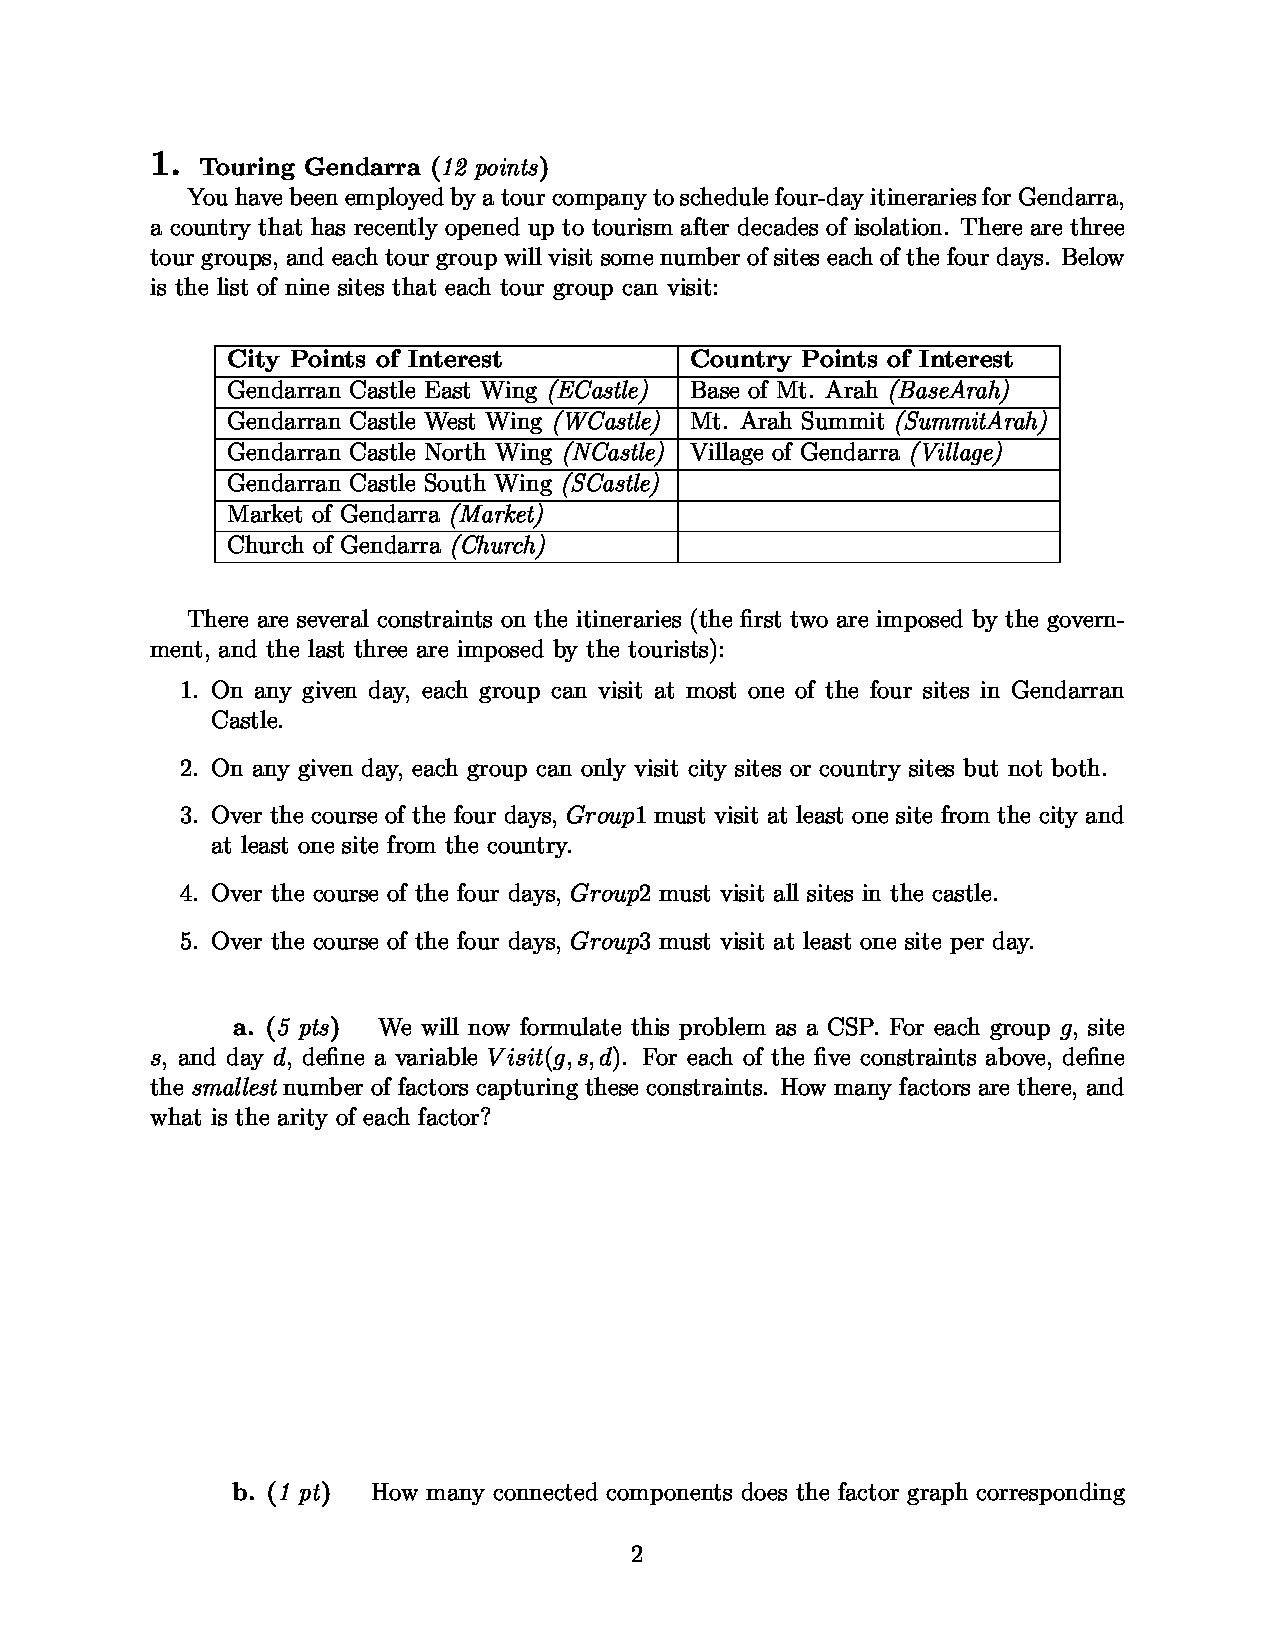 1. Touring Gendarra (12 points)
You have been employed by a tour company to schedule four-day itineraries for Gendarra,
a country that has recently opened up to tourism after decades of isolation. There are three
tour groups, and each tour group will visit some number of sites each of the four days. Below
is the list of nine sites that each tour group can visit:
City Points of Interest Country Points of Interest
Gendarran Castle East Wing (ECastle) Base of Mt. Arah (BaseArah)
Gendarran Castle West Wing (WCastle) Mt. Arah Summit (SummitArah)
Gendarran Castle North Wing (NCastle) Village of Gendarra (Village)
Gendarran Castle South Wing (SCastle)
Market of Gendarra (Market)
Church of Gendarra (Church)
There are several constraints on the itineraries (the first two are imposed by the govern-
ment, and the last three are imposed by the tourists):
1. On any given day, each group can visit at most one of the four sites in Gendarran
Castle.
2. On any given day, each group can only visit city sites or country sites but not both.
3. Over the course of the four days, Group1 must visit at least one site from the city and
at least one site from the country.
4. Over the course of the four days, Group2 must visit all sites in the castle.
5. Over the course of the four days, Group3 must visit at least one site per day.
a. (5 pts) We will now formulate this problem as a CSP. For each group g, site
s, and day d, define a variable Visit(g, s, d). For each of the five constraints above, define
the smallest number of factors capturing these constraints. How many factors are there, and
what is the arity of each factor?
b. (1 pt) How many connected components does the factor graph corresponding
2